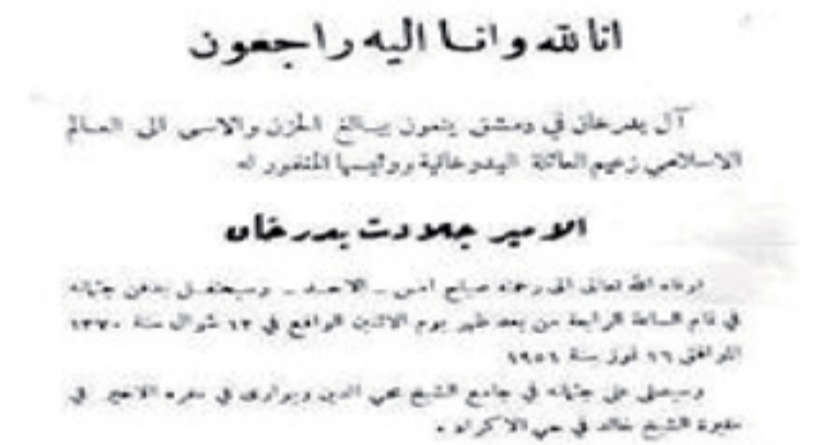 انا لله وانا اليه راجعون
آل بدرخان في دمشق ينعون ببالغ الحزن والاسى الى العالم
الاسلامي زعيم العائلة البدرخانية ورئيسها المغفور له
الامير جلادت بدرخان
توفاه الله تعالى الى رحمته صباح امس ـ الاحد ـ وسيحتفل بدفن جثمانه
في تمام الساعة الرابعة من بعد ظهر يوم الاثنين الواقع في ١٣ شوال سنة ١٣٧٠
الموافق ١٦ تموز سنة ١٩٥١
وسيصلى على جثمانه في جامع الشيخ محي الدين ويوارى في مقره الاخير في
مقبرة الشيخ خالد في حي الاكراد .